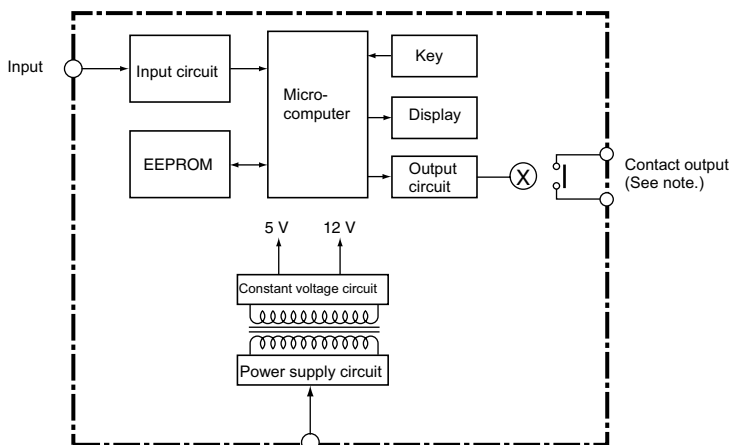 Input
Input circuit
Micro-
computer
Key
Display
EEPROM
Output
circuit
X
Contact output
(See note.)
5 V
12 V
Constant voltage circuit
Power supply circuit